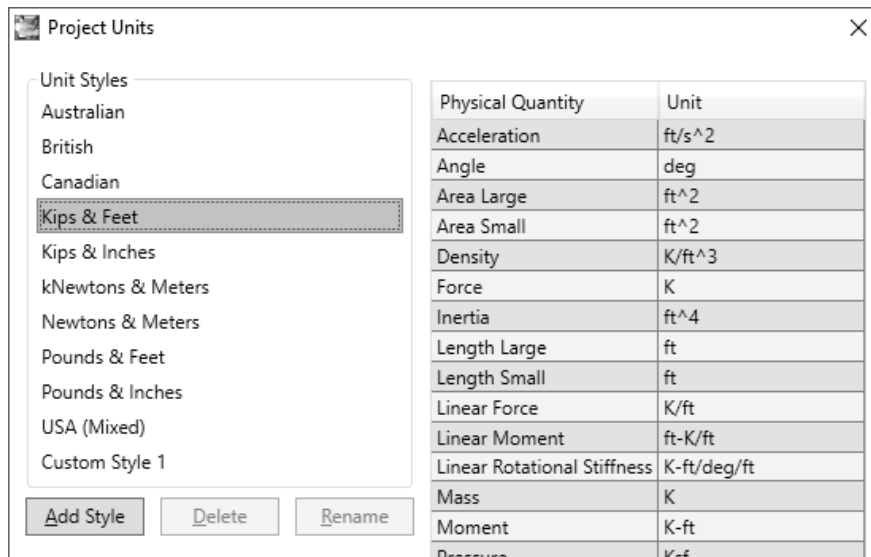 Project Units
Unit Styles
Australian
British
Canadian
Kips & Feet
Kips & Inches
kNewtons & Meters
Newtons & Meters
Pounds & Feet
Pounds & Inches
USA (Mixed)
Custom Style 1
Add Style Delete Rename
Physical Quantity Unit
Acceleration ft/s^2
Angle deg
Area Large ft^2
Area Small ft^2
Density K/ft^3
Force K
Inertia ft^4
Length Large ft
Length Small ft
Linear Force K/ft
Linear Moment ft-K/ft
Linear Rotational Stiffness K-ft/deg/ft
Mass K
Moment K-ft
Pressure Ksf